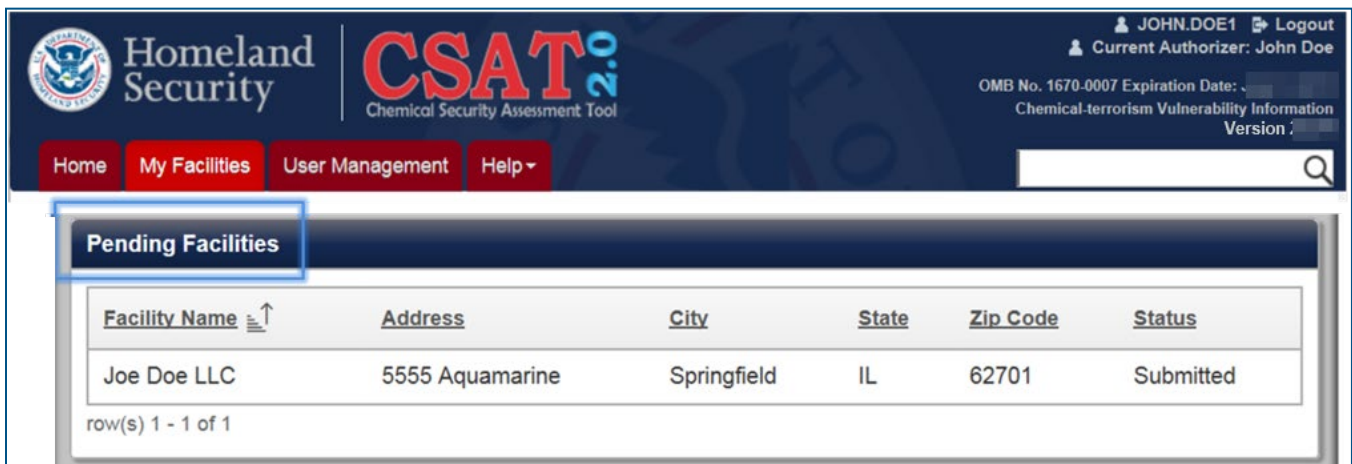 JOHN.DOE1 Logout
Homeland Security
CSAT 2.0
Chemical Security Assessment Tool
Current Authorizer: John Doe
OMB No. 1670-0007 Expiration Date:
Chemical-terrorism Vulnerability Information
Version
Home My Facilities User Management Help
Pending Facilities
Facility Name Address City State Zip Code Status
Joe Doe LLC 5555 Aquamarine Springfield IL 62701 Submitted
row(s) 1 - 1 of 1